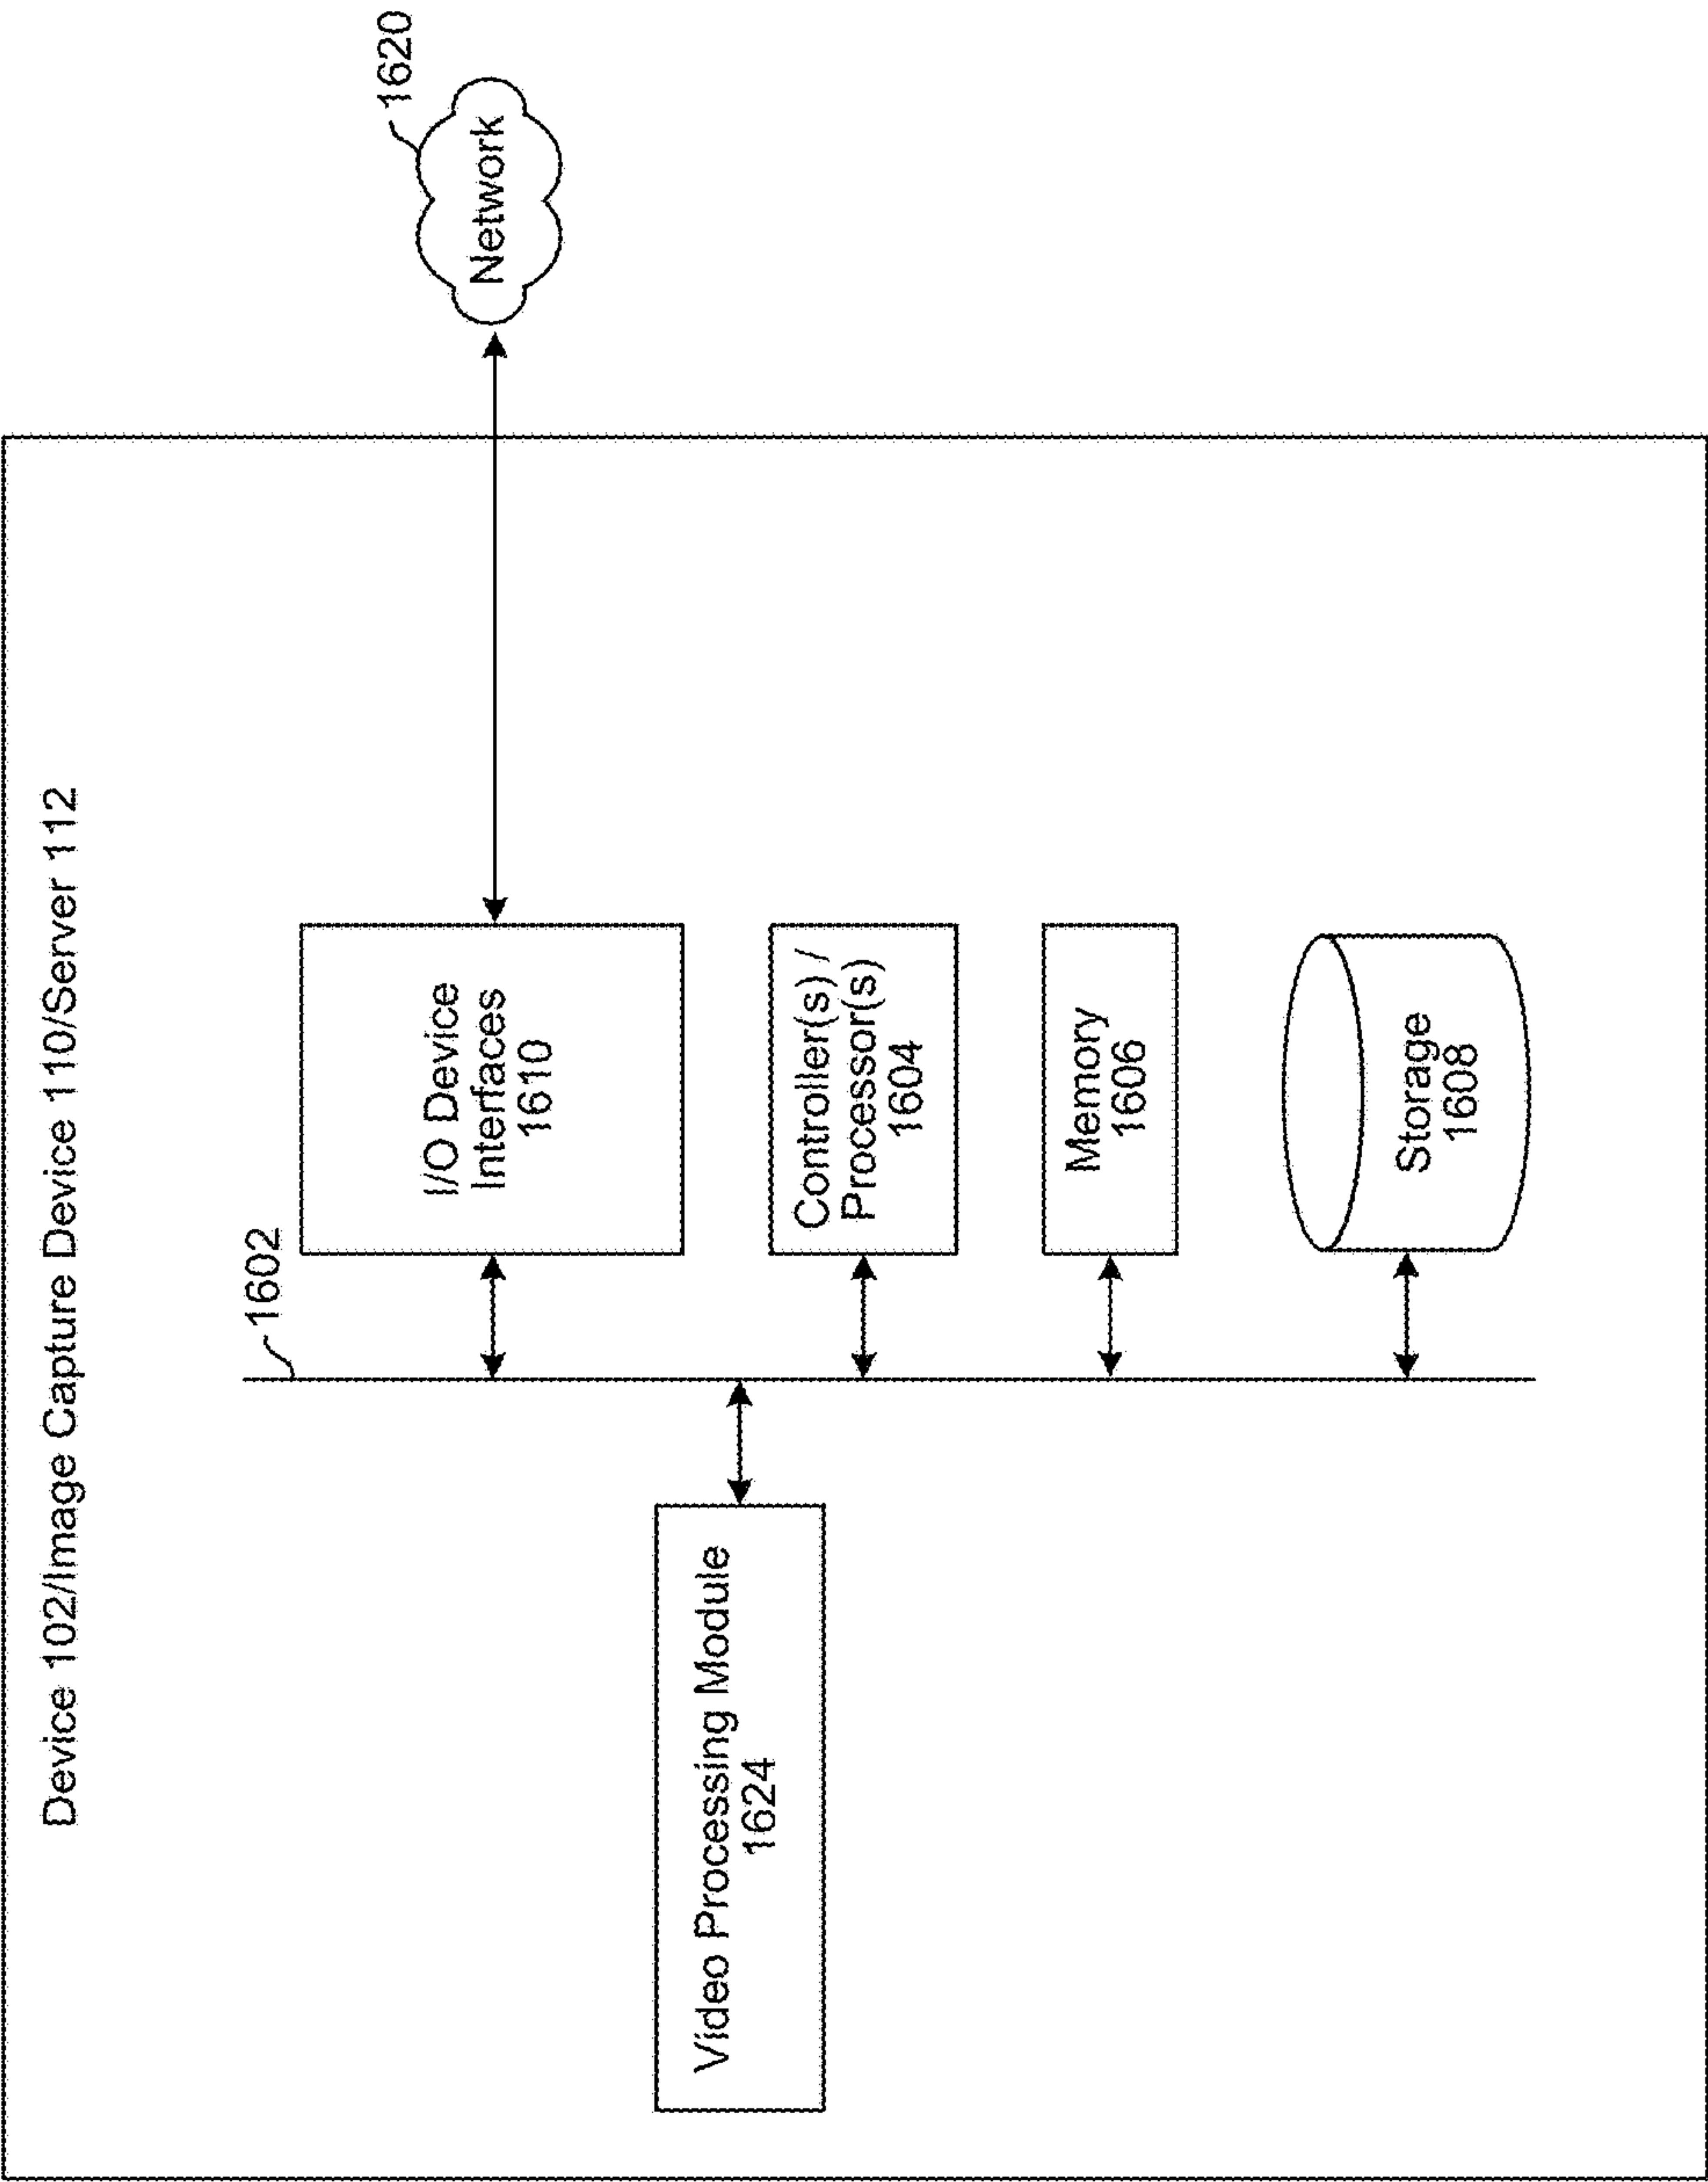 Device 102/Image Capture Device 110/Server 112
1602
I/O Device
Interfaces
1610
1620
Network
Video Processing Module
1624
Controller(s) /
Processor(s)
1604
Memory
1606
Storage
1608